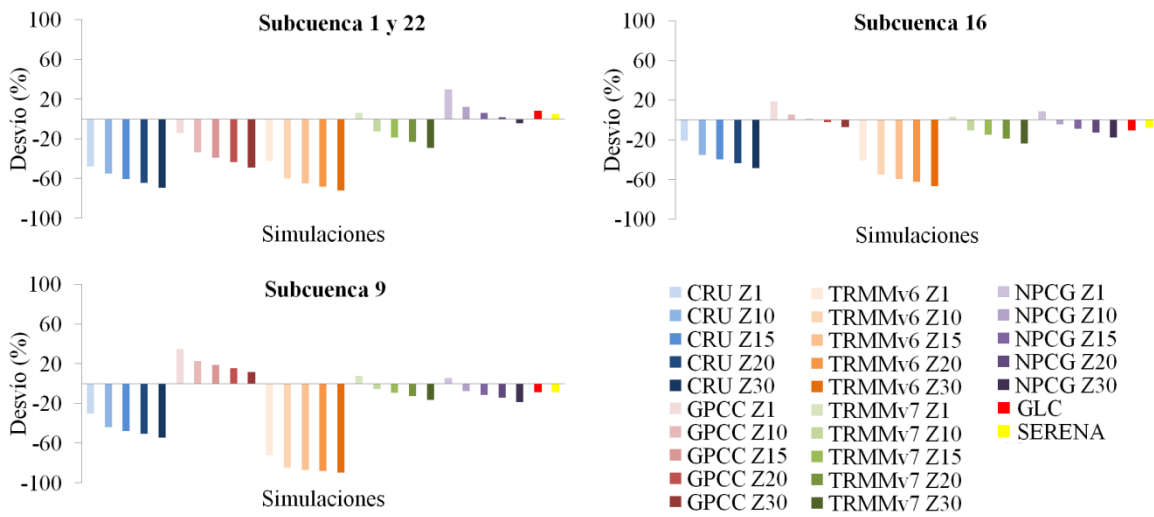 Subcuenca 1 y 22
100
60
20
-20
-60
-100
Desvío (%)
Simulaciones
Subcuenca 16
100
60
20
-20
-60
-100
Desvío (%)
Simulaciones
Subcuenca 9
100
60
20
-20
-60
-100
Desvío (%)
Simulaciones
CRU Z1
CRU Z10
CRU Z15
CRU Z20
CRU Z30
GPCC Z1
GPCC Z10
GPCC Z15
GPCC Z20
GPCC Z30
TRMMv6 Z1
TRMMv6 Z10
TRMMv6 Z15
TRMMv6 Z20
TRMMv6 Z30
TRMMv7 Z1
TRMMv7 Z10
TRMMv7 Z15
TRMMv7 Z20
TRMMv7 Z30
NPCG Z1
NPCG Z10
NPCG Z15
NPCG Z20
NPCG Z30
GLC
SERENA